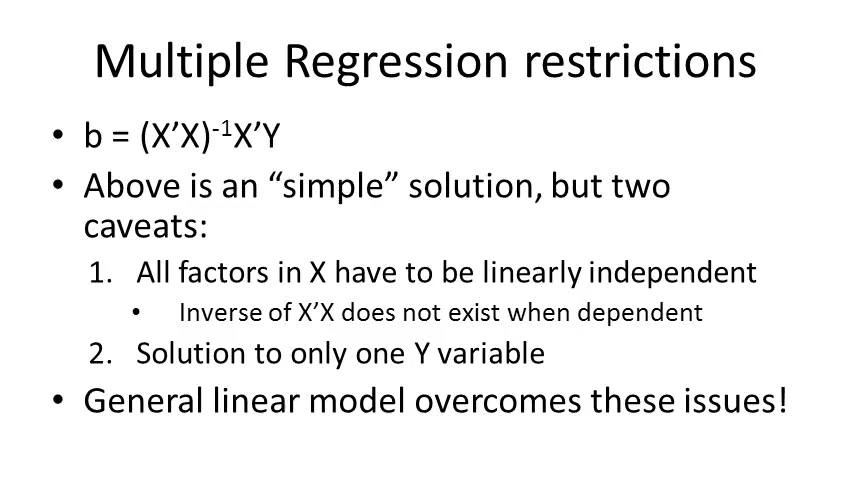 Multiple Regression restrictions
• b = (X’X)⁻¹X’Y
• Above is an “simple” solution, but two
caveats:
1. All factors in X have to be linearly independent
• Inverse of X’X does not exist when dependent
2. Solution to only one Y variable
• General linear model overcomes these issues!